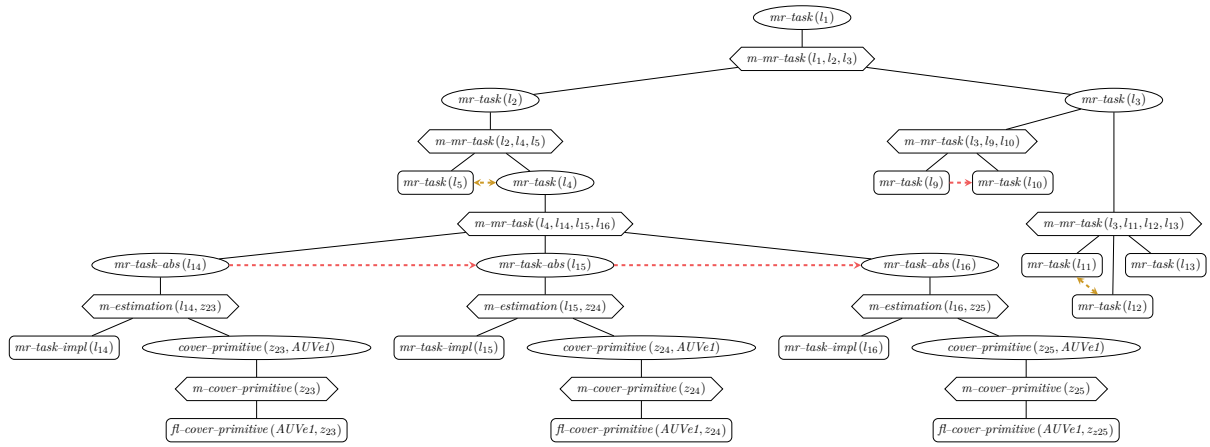 mr–task(l₁)
m–mr–task(l₁, l₂, l₃)
mr–task(l₂) mr–task(l₃)
m–mr–task(l₂, l₄, l₅) m–mr–task(l₃, l₉, l₁₀)
mr–task(l₅) mr–task(l₄) mr–task(l₉) mr–task(l₁₀)
m–mr–task(l₄, l₁₄, l₁₅, l₁₆) m–mr–task(l₃, l₁₁, l₁₂, l₁₃)
mr–task–abs(l₁₄) mr–task–abs(l₁₅) mr–task–abs(l₁₆) mr–task(l₁₁) mr–task(l₁₃)
m–estimation(l₁₄, z₂₃) m–estimation(l₁₅, z₂₄) m–estimation(l₁₆, z₂₅) mr–task(l₁₂)
mr–task–impl(l₁₄) cover–primitive(z₂₃, AUVe1) mr–task–impl(l₁₅) cover–primitive(z₂₄, AUVe1) mr–task–impl(l₁₆) cover–primitive(z₂₅, AUVe1)
m–cover–primitive(z₂₃) m–cover–primitive(z₂₄) m–cover–primitive(z₂₅)
fl–cover–primitive(AUVe1, z₂₃) fl–cover–primitive(AUVe1, z₂₄) fl–cover–primitive(AUVe1, z_z₂₅)